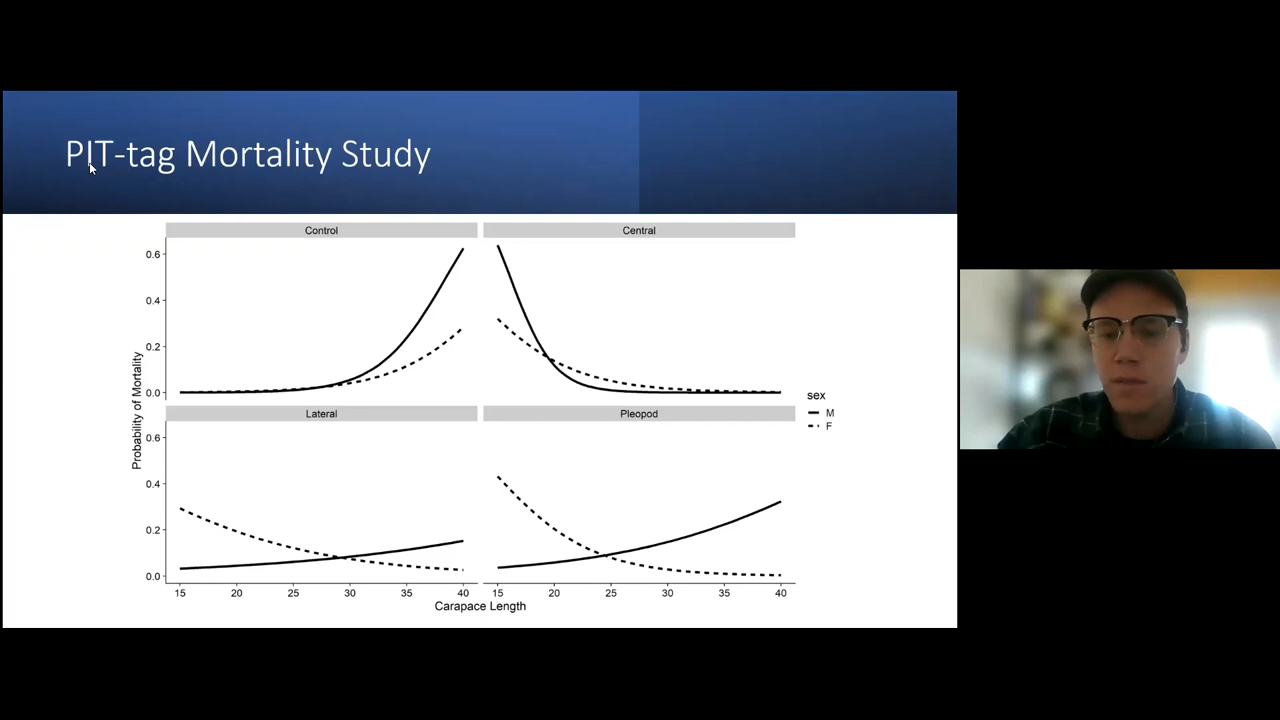 PIT-tag Mortality Study
Control
Central
0.6
0.4
0.2
0.0
Lateral
Pleopod
0.6
0.4
0.2
0.0
Probability of Mortality
15 20 25 30 35 40
15 20 25 30 35 40
Carapace Length
sex
M
F